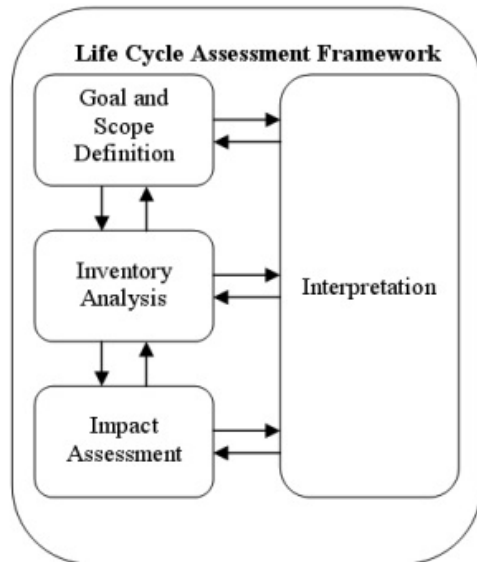 Life Cycle Assessment Framework
Goal and
Scope
Definition
Inventory
Analysis
Impact
Assessment
Interpretation